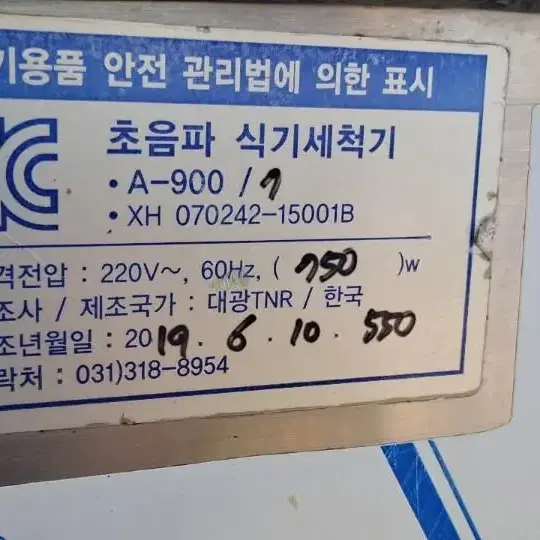 기용품 안전 관리법에 의한 표시
초음파 식기세척기
• A-900 / 1
• XH 070242-15001B
격전압 : 220V~, 60Hz, ( 750 )w
조사 / 제조국가 : 대광TNR / 한국
조년월일 : 2019. 6. 10. 550
락처 : 031)318-8954